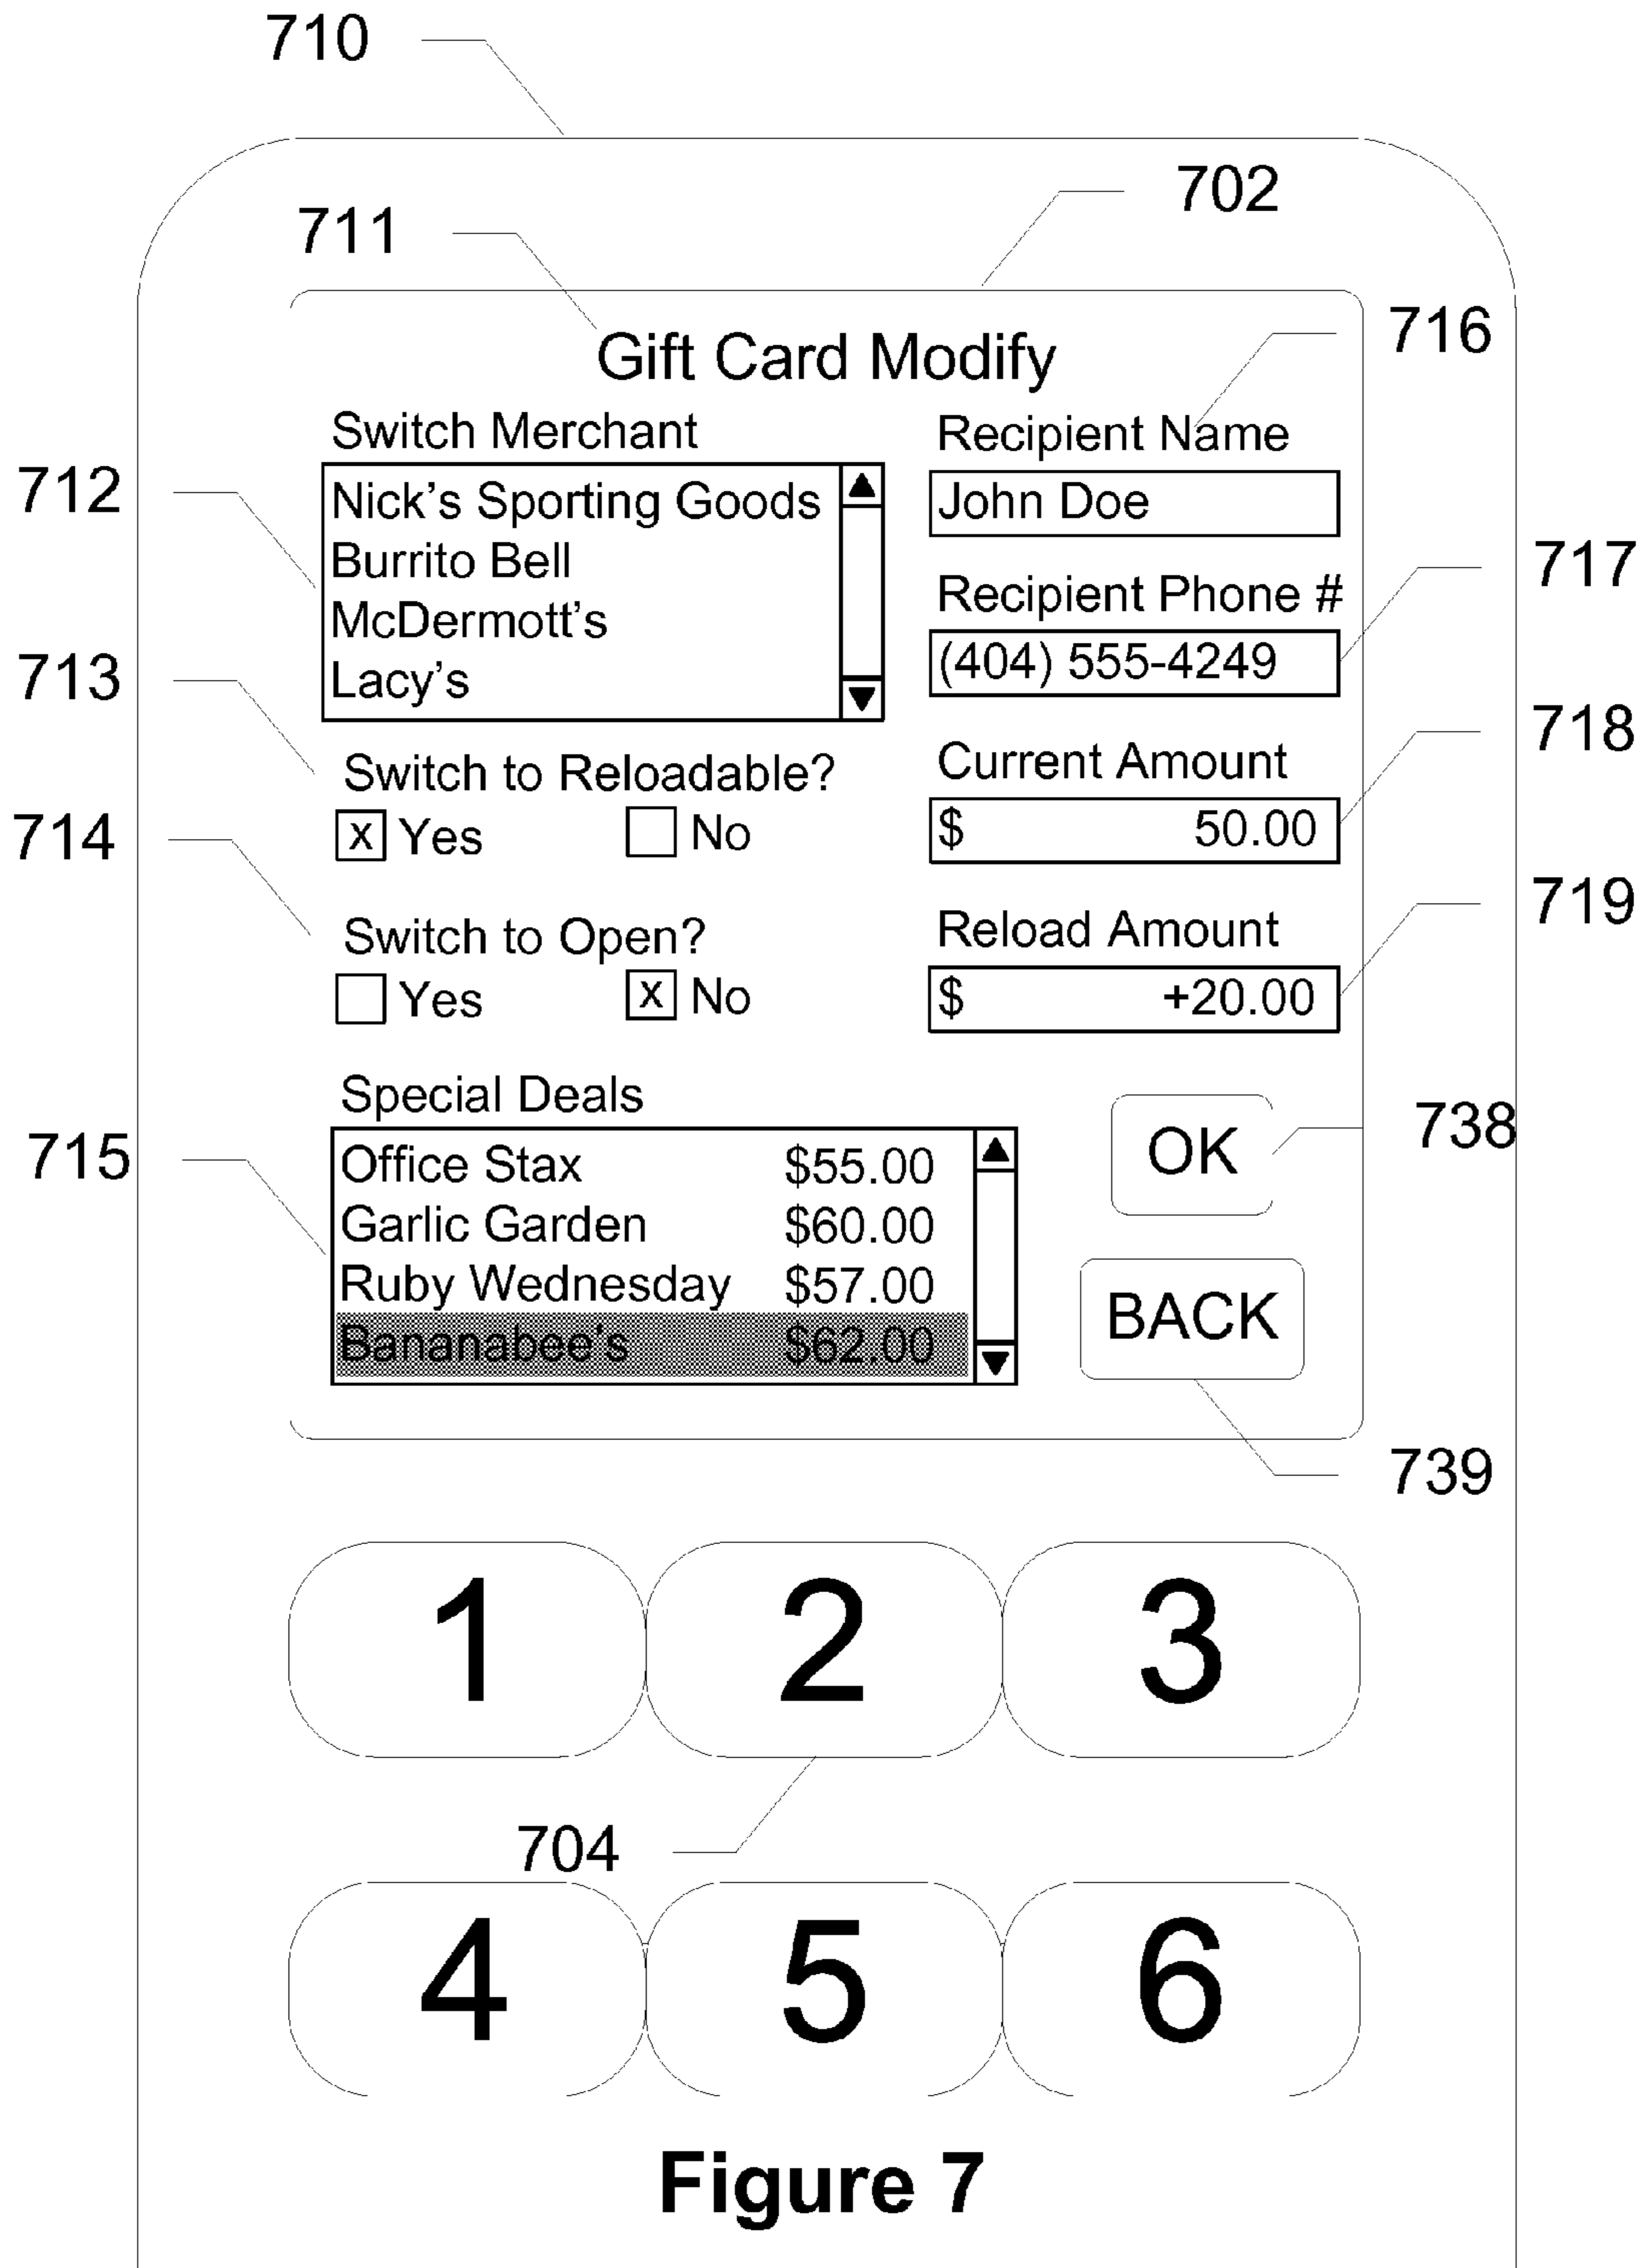 710
702
711
Gift Card Modify
716
Switch Merchant
Recipient Name
712
Nick's Sporting Goods
John Doe
Burrito Bell
717
Recipient Phone #
McDermott's
(404) 555-4249
713
Lacy's
718
Switch to Reloadable?
Current Amount
714
x Yes No
$ 50.00
719
Switch to Open?
Reload Amount
Yes x No
$ +20.00
Special Deals
715
Office Stax $55.00
OK
738
Garlic Garden $60.00
Ruby Wednesday $57.00
BACK
Bananabee's $62.00
739
1 2 3
704
4 5 6
Figure 7